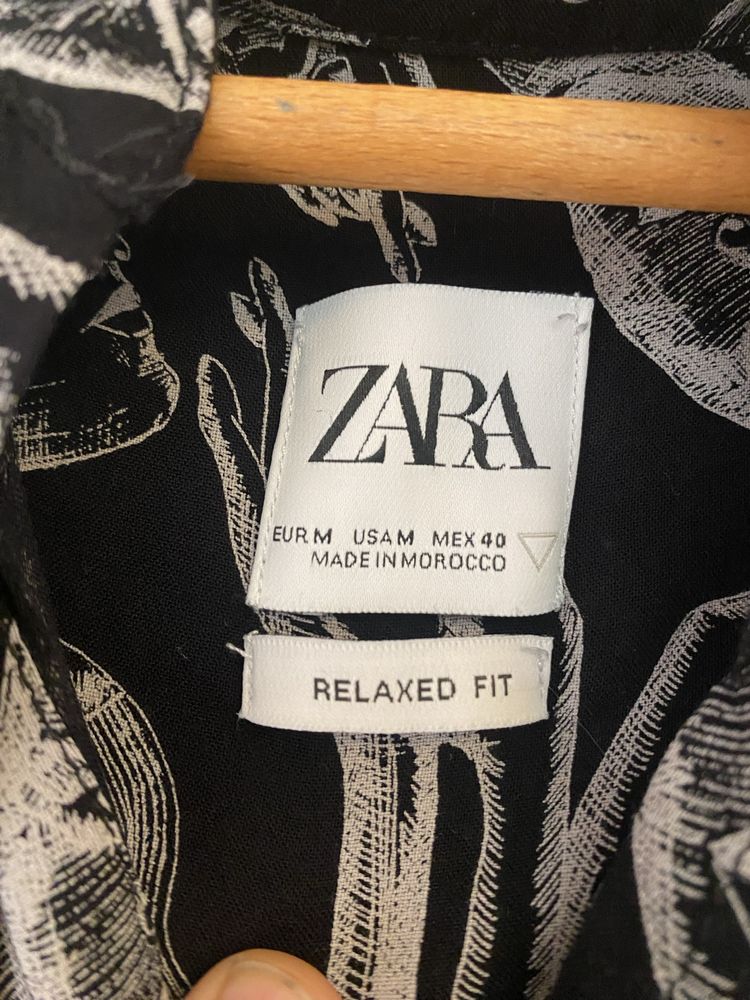 ZARA
EUR M USA M MEX 40
MADE IN MOROCCO
RELAXED FIT